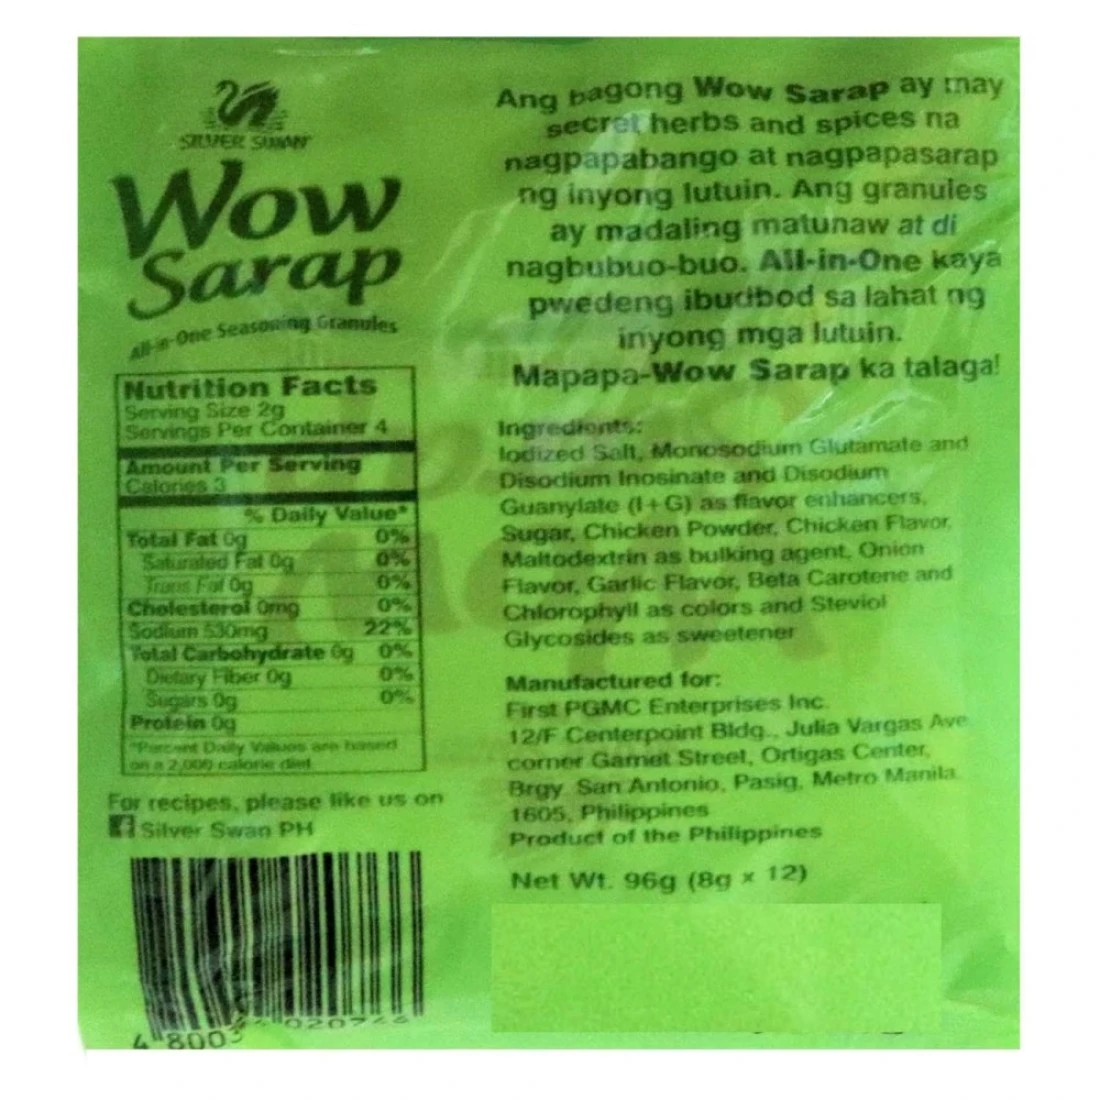 SILVER SWAN
Wow
Sarap
All-in-One Seasoning Granules
Nutrition Facts
Serving Size 2g
Servings Per Container 4
Amount Per Serving
Calories 3
% Daily Value*
Total Fat 0g 0%
Saturated Fat 0g 0%
Trans Fat 0g 0%
Cholesterol 0mg 0%
Sodium 530mg 22%
Total Carbohydrate 0g 0%
Dietary Fiber 0g 0%
Sugars 0g 0%
Protein 0g
*Percent Daily Values are based
on a 2,000 calorie diet
For recipes, please like us on
f Silver Swan PH
4 8003
Ang bagong Wow Sarap ay may
secret herbs and spices na
nagpapabango at nagpapasarap
ng inyong lutuin. Ang granules
ay madaling matunaw at di
nagbubuo-buo. All-in-One kaya
pwedeng ibudbod sa lahat ng
inyong mga lutuin.
Mapapa-Wow Sarap ka talaga!
Ingredients:
Iodized Salt, Monosodium Glutamate and
Disodium Inosinate and Disodium
Guanylate (I+G) as flavor enhancers,
Sugar, Chicken Powder, Chicken Flavor,
Maltodextrin as bulking agent, Onion
Flavor, Garlic Flavor, Beta Carotene and
Chlorophyll as colors and Steviol
Glycosides as sweetener
Manufactured for:
First PGMC Enterprises Inc.
12/F Centerpoint Bldg., Julia Vargas Ave
corner Garnet Street, Ortigas Center,
Brgy. San Antonio, Pasig, Metro Manila
1605, Philippines
Product of the Philippines
Net Wt. 96g (8g x 12)